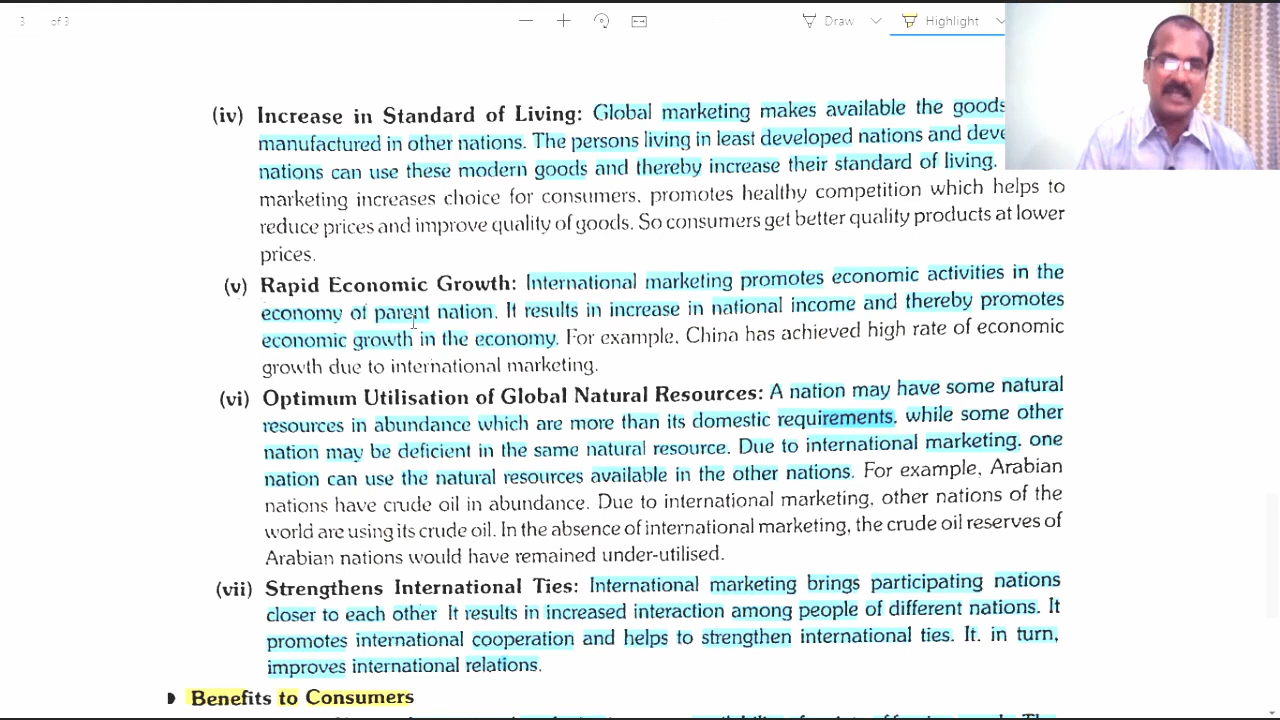 3 of 3
Draw
Highlight
(iv) Increase in Standard of Living: Global marketing makes available the goods
manufactured in other nations. The persons living in least developed nations and deve
nations can use these modern goods and thereby increase their standard of living.
marketing increases choice for consumers, promotes healthy competition which helps to
reduce prices and improve quality of goods. So consumers get better quality products at lower
prices.
(v) Rapid Economic Growth: International marketing promotes economic activities in the
economy of parent nation. It results in increase in national income and thereby promotes
economic growth in the economy. For example, China has achieved high rate of economic
growth due to international marketing.
(vi) Optimum Utilisation of Global Natural Resources: A nation may have some natural
resources in abundance which are more than its domestic requirements, while some other
nation may be deficient in the same natural resource. Due to international marketing, one
nation can use the natural resources available in the other nations. For example, Arabian
nations have crude oil in abundance. Due to international marketing, other nations of the
world are using its crude oil. In the absence of international marketing, the crude oil reserves of
Arabian nations would have remained under-utilised.
(vii) Strengthens International Ties: International marketing brings participating nations
closer to each other It results in increased interaction among people of different nations. It
promotes international cooperation and helps to strengthen international ties. It. in turn,
improves international relations.
Benefits to Consumers